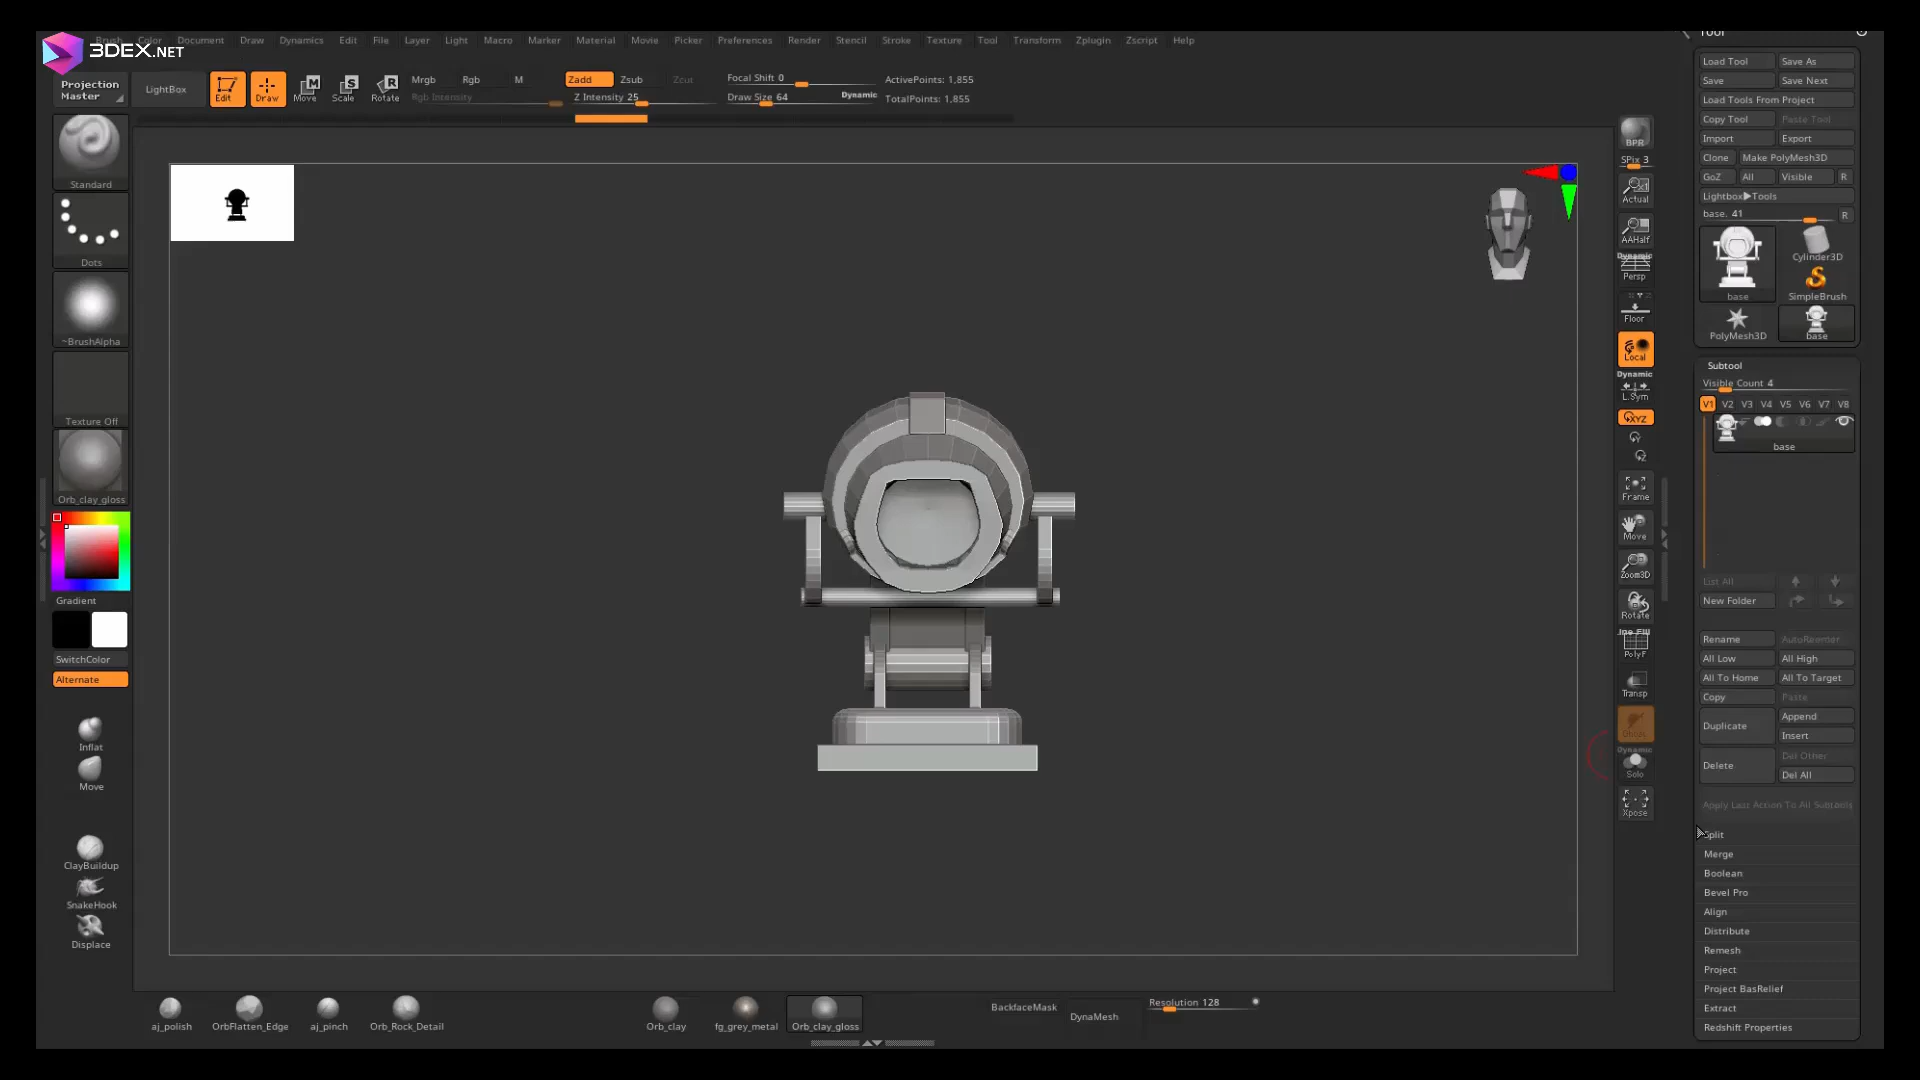 3DEX.NET
Brush Color Document Draw Dynamics Edit File Layer Light Macro Marker Material Movie Picker Preferences Render Stencil Stroke Texture Tool Transform Zplugin Zscript Help
Tool
Projection Master
LightBox
Edit
Draw
Move
Scale
Rotate
Mrgb Rgb M
Rgb Intensity
Zadd Zsub Zcut
Z Intensity 25
Focal Shift 0
Draw Size 64
Dynamic
ActivePoints: 1,855
TotalPoints: 1,855
Standard
Dots
~BrushAlpha
Texture Off
Orb_clay_gloss
Gradient
SwitchColor
Alternate
Inflat
Move
ClayBuildup
SnakeHook
Displace
BPR
SPix 3
Actual
AAHalf
Dynamic
Persp
Floor
Local
Dynamic
L.Sym
XYZ
Frame
Move
Zoom3D
Rotate
PolyF
Transp
Dynamic
Solo
Xpose
Load Tool Save As
Save Save Next
Load Tools From Project
Copy Tool Paste Tool
Import Export
Clone Make PolyMesh3D
GoZ All Visible R
Lightbox▶Tools
base. 41 R
base
Cylinder3D
SimpleBrush
PolyMesh3D
base
Subtool
Visible Count 4
V1 V2 V3 V4 V5 V6 V7 V8
base
List All
New Folder
Rename AutoReorder
All Low All High
All To Home All To Target
Copy Paste
Duplicate Append
Insert
Delete Del Other
Del All
Apply Last Action To All Subtools
Split
Merge
Boolean
Bevel Pro
Align
Distribute
Remesh
Project
Project BasRelief
Extract
Redshift Properties
aj_polish OrbFlatten_Edge aj_pinch Orb_Rock_Detail Orb_clay fg_grey_metal Orb_clay_gloss
BackfaceMask
DynaMesh
Resolution 128